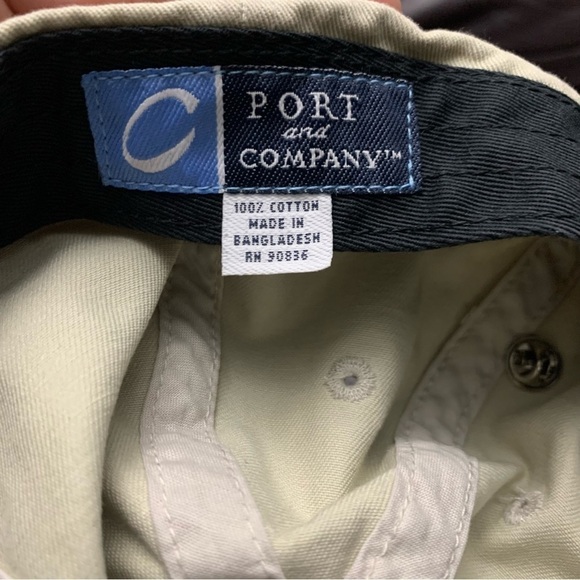 C
PORT
and
COMPANY™
100% COTTON
MADE IN
BANGLADESH
RN 90836